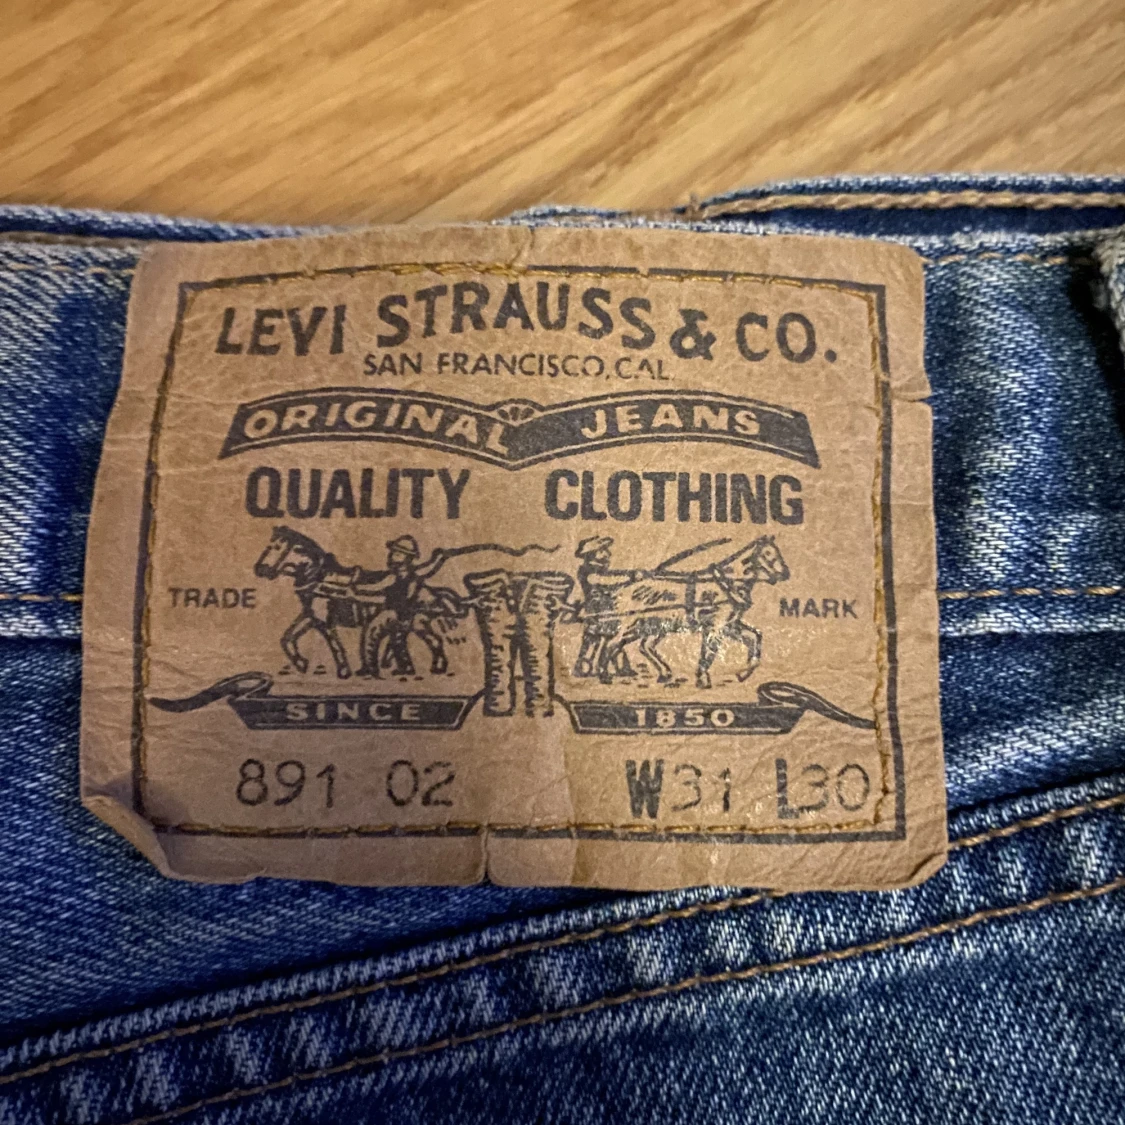 LEVI STRAUSS & CO.
SAN FRANCISCO, CAL.
ORIGINAL JEANS
QUALITY CLOTHING
TRADE MARK
SINCE 1850
891 02 W31 L30